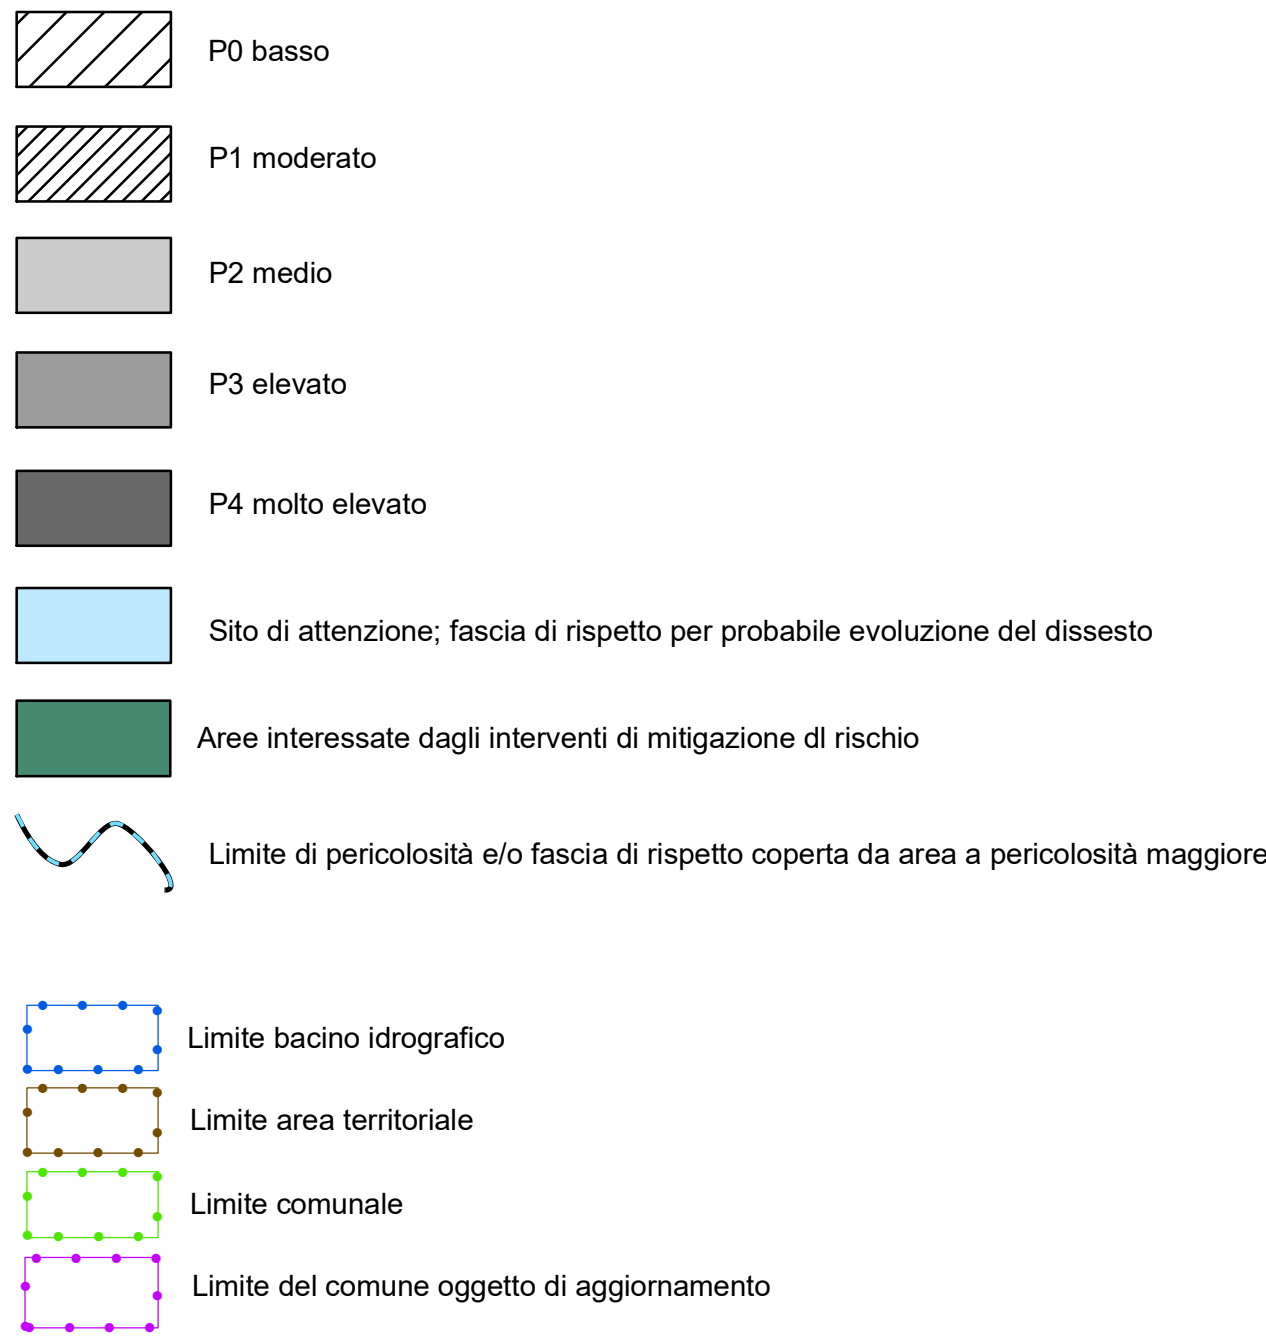 P0 basso
P1 moderato
P2 medio
P3 elevato
P4 molto elevato
Sito di attenzione; fascia di rispetto per probabile evoluzione del dissesto
Aree interessate dagli interventi di mitigazione dl rischio
Limite di pericolosità e/o fascia di rispetto coperta da area a pericolosità maggiore
Limite bacino idrografico
Limite area territoriale
Limite comunale
Limite del comune oggetto di aggiornamento